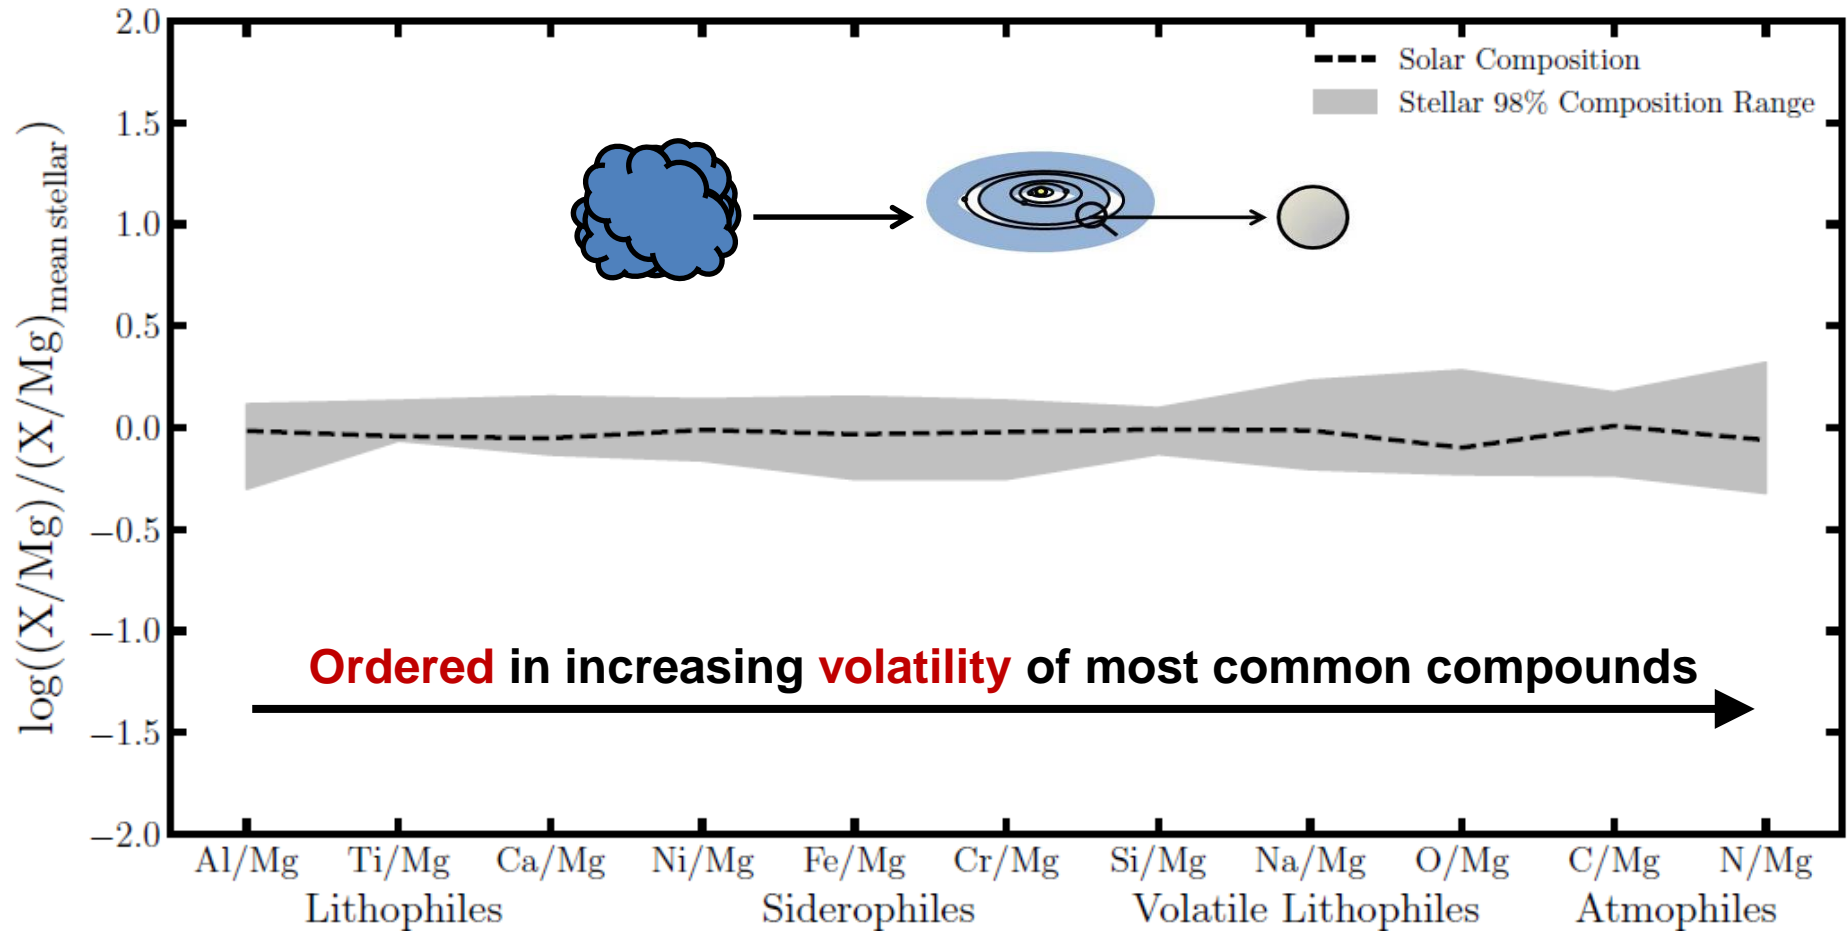 2.0
1.5
1.0
0.5
0.0
−0.5
−1.0
−1.5
−2.0
log((X/Mg)/(X/Mg)mean stellar)
Solar Composition
Stellar 98% Composition Range
Ordered in increasing volatility of most common compounds
Al/Mg Ti/Mg Ca/Mg Ni/Mg Fe/Mg Cr/Mg Si/Mg Na/Mg O/Mg C/Mg N/Mg
Lithophiles Siderophiles Volatile Lithophiles Atmophiles